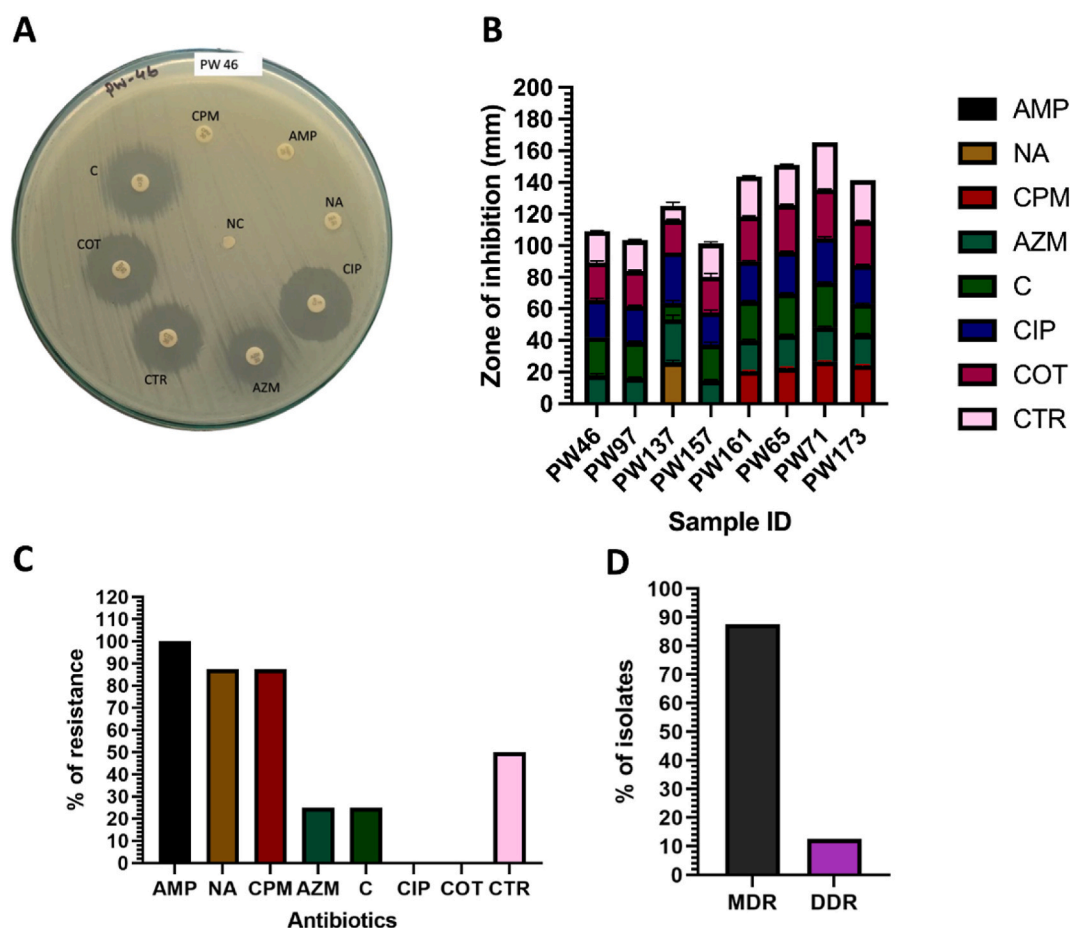 A
PW 46
PW-46
CPM
AMP
C
NA
NC
COT
CIP
CTR
AZM
B
Zone of inhibition (mm)
200
180
160
140
120
100
80
60
40
20
0
PW46
PW97
PW137
PW157
PW161
PW65
PW71
PW173
Sample ID
AMP
NA
CPM
AZM
C
CIP
COT
CTR
C
% of resistance
120
110
100
90
80
70
60
50
40
30
20
10
0
AMP NA CPM AZM C CIP COT CTR
Antibiotics
D
% of isolates
100
90
80
70
60
50
40
30
20
10
0
MDR DDR